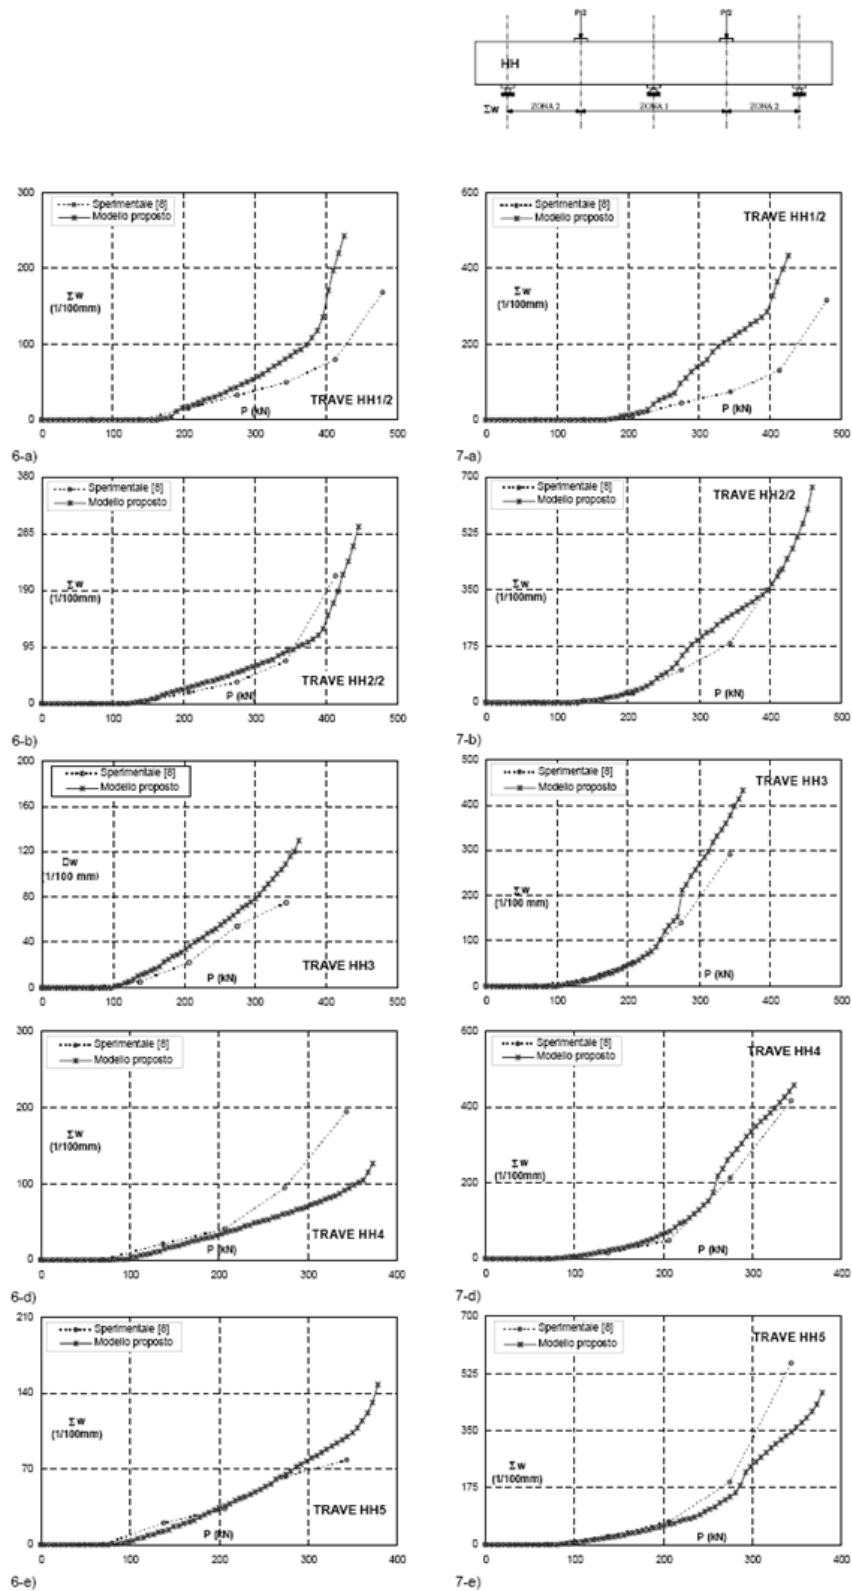 P/2 P/2
HH
Σw ZONA 2 ZONA 1 ZONA 2
300
200
100
0
Sperimentale [8]
Modello proposto
Σw
(1/100mm)
P (kN)
TRAVE HH1/2
0 100 200 300 400 500
6-a)
600
400
200
0
Sperimentale [8]
Modello proposto
TRAVE HH1/2
Σw
(1/100mm)
P (kN)
0 100 200 300 400 500
7-a)
380
285
190
95
0
Sperimentale [8]
Modello proposto
Σw
(1/100mm)
TRAVE HH2/2
P (kN)
0 100 200 300 400 500
6-b)
700
525
350
175
0
Sperimentale [8]
Modello proposto
TRAVE HH2/2
Σw
(1/100mm)
P (kN)
0 100 200 300 400 500
7-b)
200
160
120
80
40
0
Sperimentale [8]
Modello proposto
Dw
(1/100 mm)
TRAVE HH3
P (kN)
0 100 200 300 400 500
500
400
300
200
100
0
Sperimentale [8]
Modello proposto
TRAVE HH3
Σw
(1/100 mm)
P (kN)
0 100 200 300 400 500
300
200
100
0
Sperimentale [8]
Modello proposto
Σw
(1/100mm)
TRAVE HH4
P (kN)
0 100 200 300 400
6-d)
600
400
200
0
Sperimentale [8]
Modello proposto
TRAVE HH4
Σw
(1/100mm)
P (kN)
0 100 200 300 400
7-d)
210
140
70
0
Sperimentale [8]
Modello proposto
Σw
(1/100mm)
TRAVE HH5
P (kN)
0 100 200 300 400
6-e)
700
525
350
175
0
Sperimentale [8]
Modello proposto
TRAVE HH5
Σw
(1/100mm)
P (kN)
0 100 200 300 400
7-e)